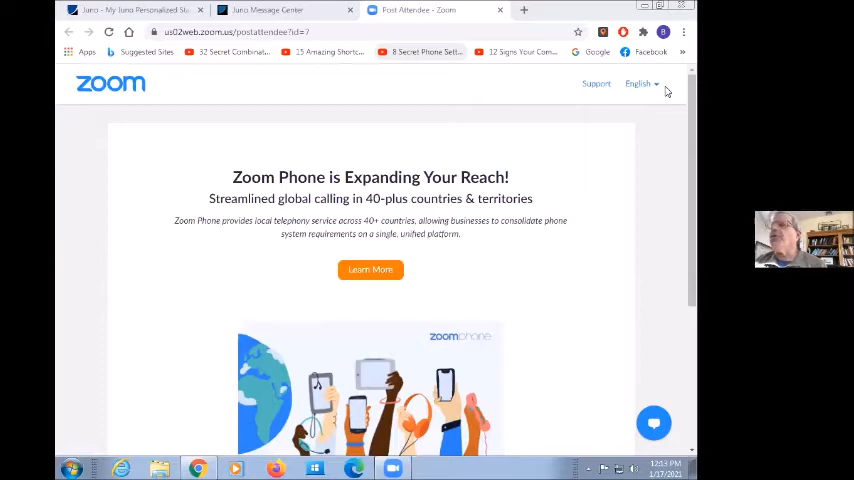 Juno - My Juno Personalized Sta
Juno Message Center
Post Attendee - Zoom
us02web.zoom.us/postattendee?id=7
B
Apps
Suggested Sites
32 Secret Combinat...
15 Amazing Shortc...
8 Secret Phone Sett...
12 Signs Your Com...
Google
Facebook
»
zoom
Support
English
Zoom Phone is Expanding Your Reach!
Streamlined global calling in 40-plus countries & territories
Zoom Phone provides local telephony service across 40+ countries, allowing businesses to consolidate phone
system requirements on a single, unified platform.
Learn More
zoomphone
12:13 PM
1/17/2021